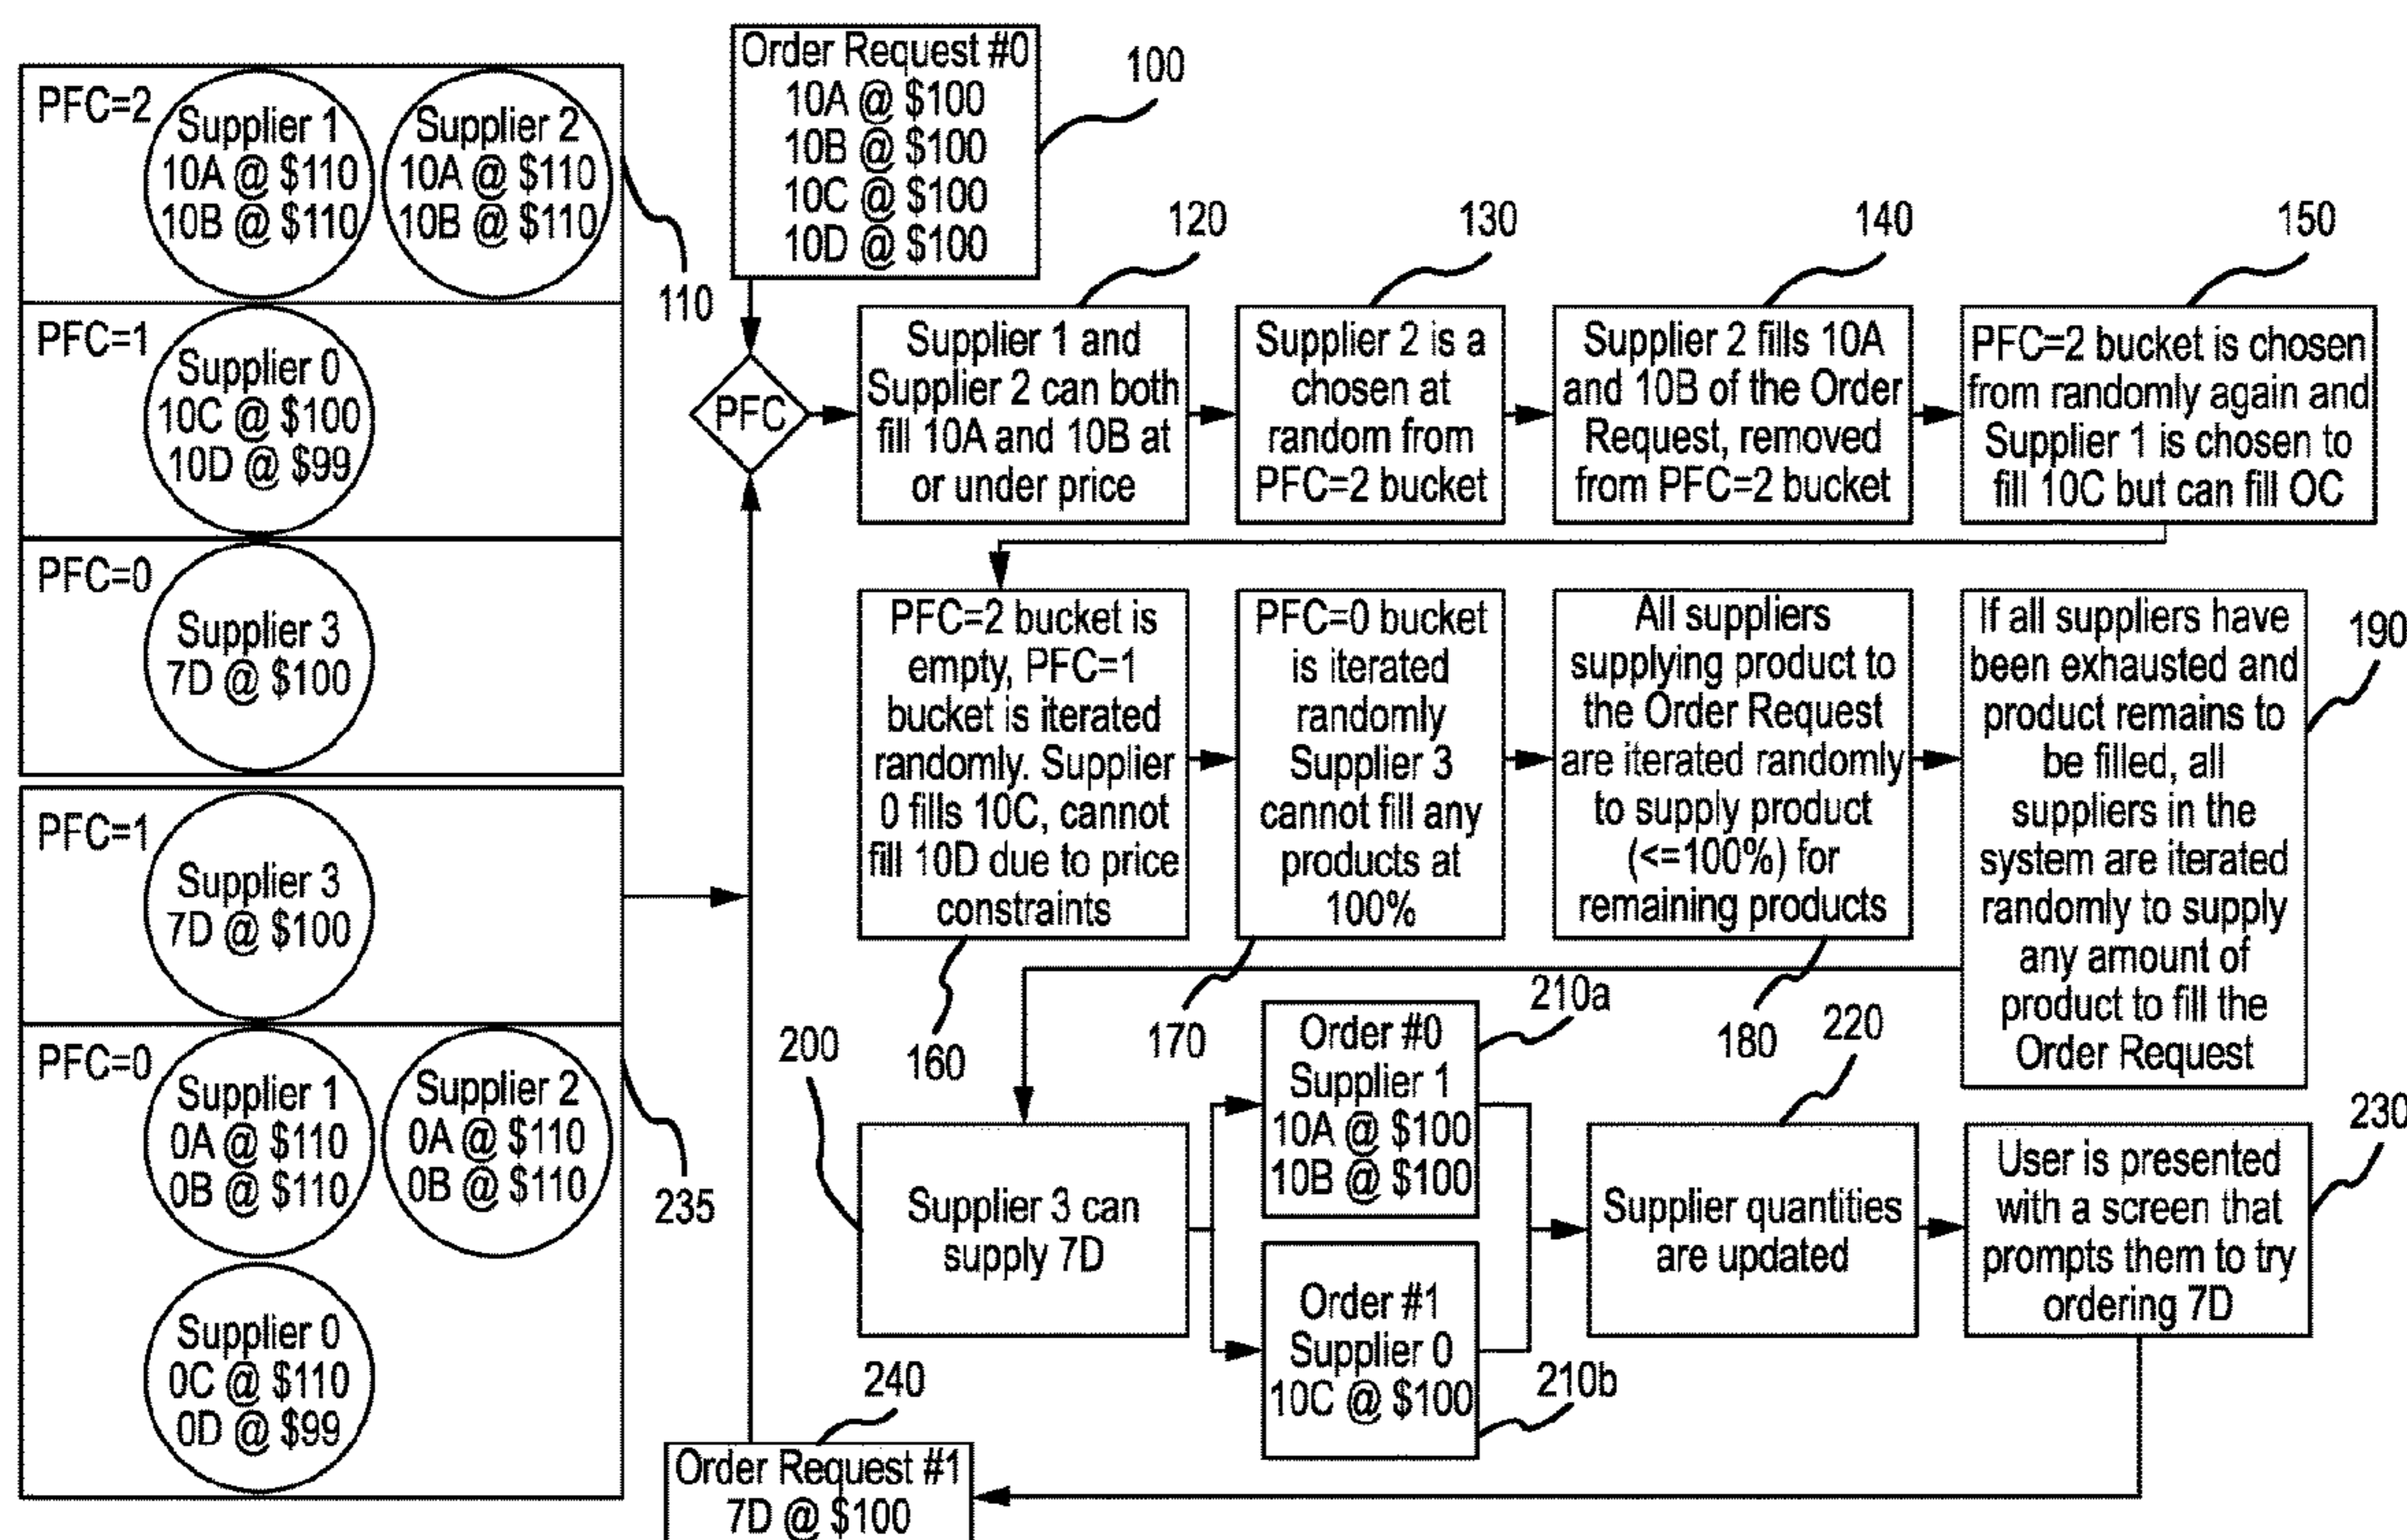 PFC=2
Supplier 1
10A @ $110
10B @ $110
Supplier 2
10A @ $110
10B @ $110
110
PFC=1
Supplier 0
10C @ $100
10D @ $99
PFC=0
Supplier 3
7D @ $100
Order Request #0
10A @ $100
10B @ $100
10C @ $100
10D @ $100
100
PFC
120
Supplier 1 and
Supplier 2 can both
fill 10A and 10B at
or under price
130
Supplier 2 is a
chosen at
random from
PFC=2 bucket
140
Supplier 2 fills 10A
and 10B of the Order
Request, removed
from PFC=2 bucket
150
PFC=2 bucket is chosen
from randomly again and
Supplier 1 is chosen to
fill 10C but can fill OC
PFC=2 bucket is
empty, PFC=1
bucket is iterated
randomly. Supplier
0 fills 10C, cannot
fill 10D due to price
constraints
160
PFC=0 bucket
is iterated
randomly
Supplier 3
cannot fill any
products at
100%
170
All suppliers
supplying product to
the Order Request
are iterated randomly
to supply product
(<=100%) for
remaining products
180
If all suppliers have
been exhausted and
product remains to
be filled, all
suppliers in the
system are iterated
randomly to supply
any amount of
product to fill the
Order Request
190
PFC=1
Supplier 3
7D @ $100
PFC=0
Supplier 1
0A @ $110
0B @ $110
Supplier 2
0A @ $110
0B @ $110
235
Supplier 0
0C @ $110
0D @ $99
200
Supplier 3 can
supply 7D
210a
Order #0
Supplier 1
10A @ $100
10B @ $100
Order #1
Supplier 0
10C @ $100
210b
220
Supplier quantities
are updated
230
User is presented
with a screen that
prompts them to try
ordering 7D
240
Order Request #1
7D @ $100